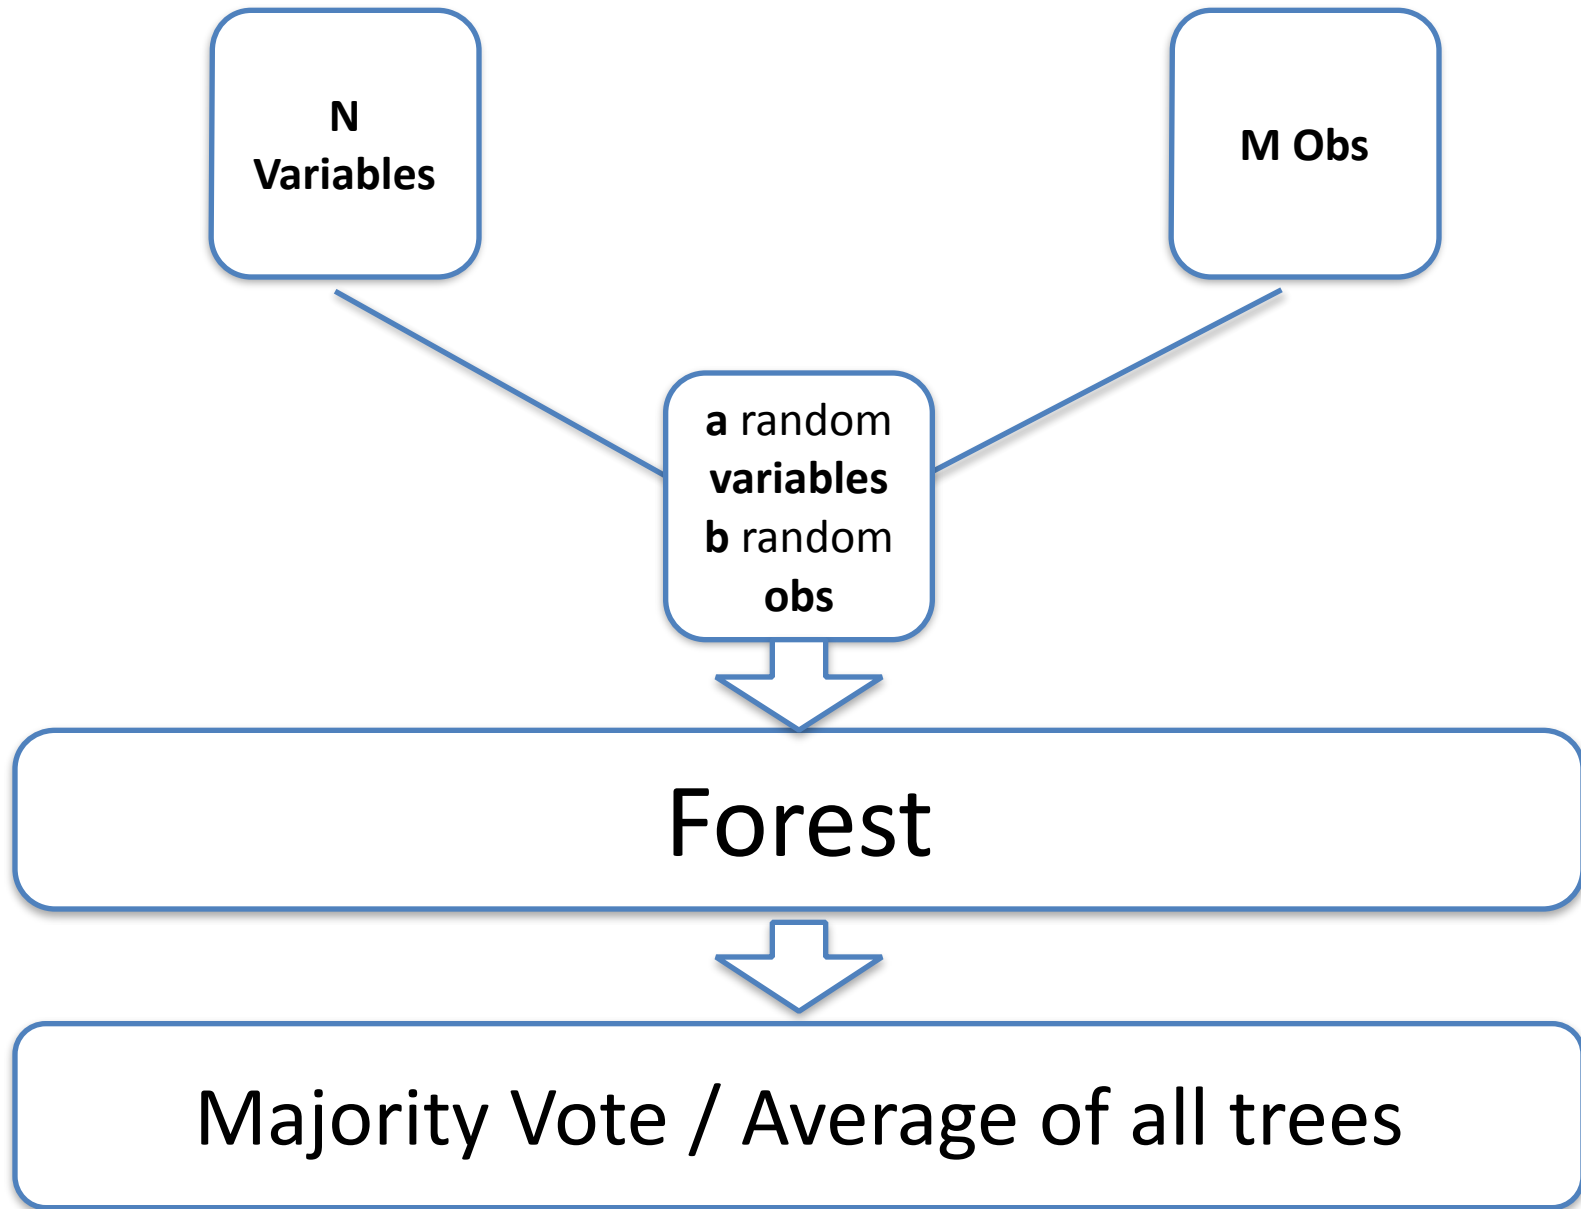 N
Variables
M Obs
a random
variables
b random
obs
Forest
Majority Vote / Average of all trees